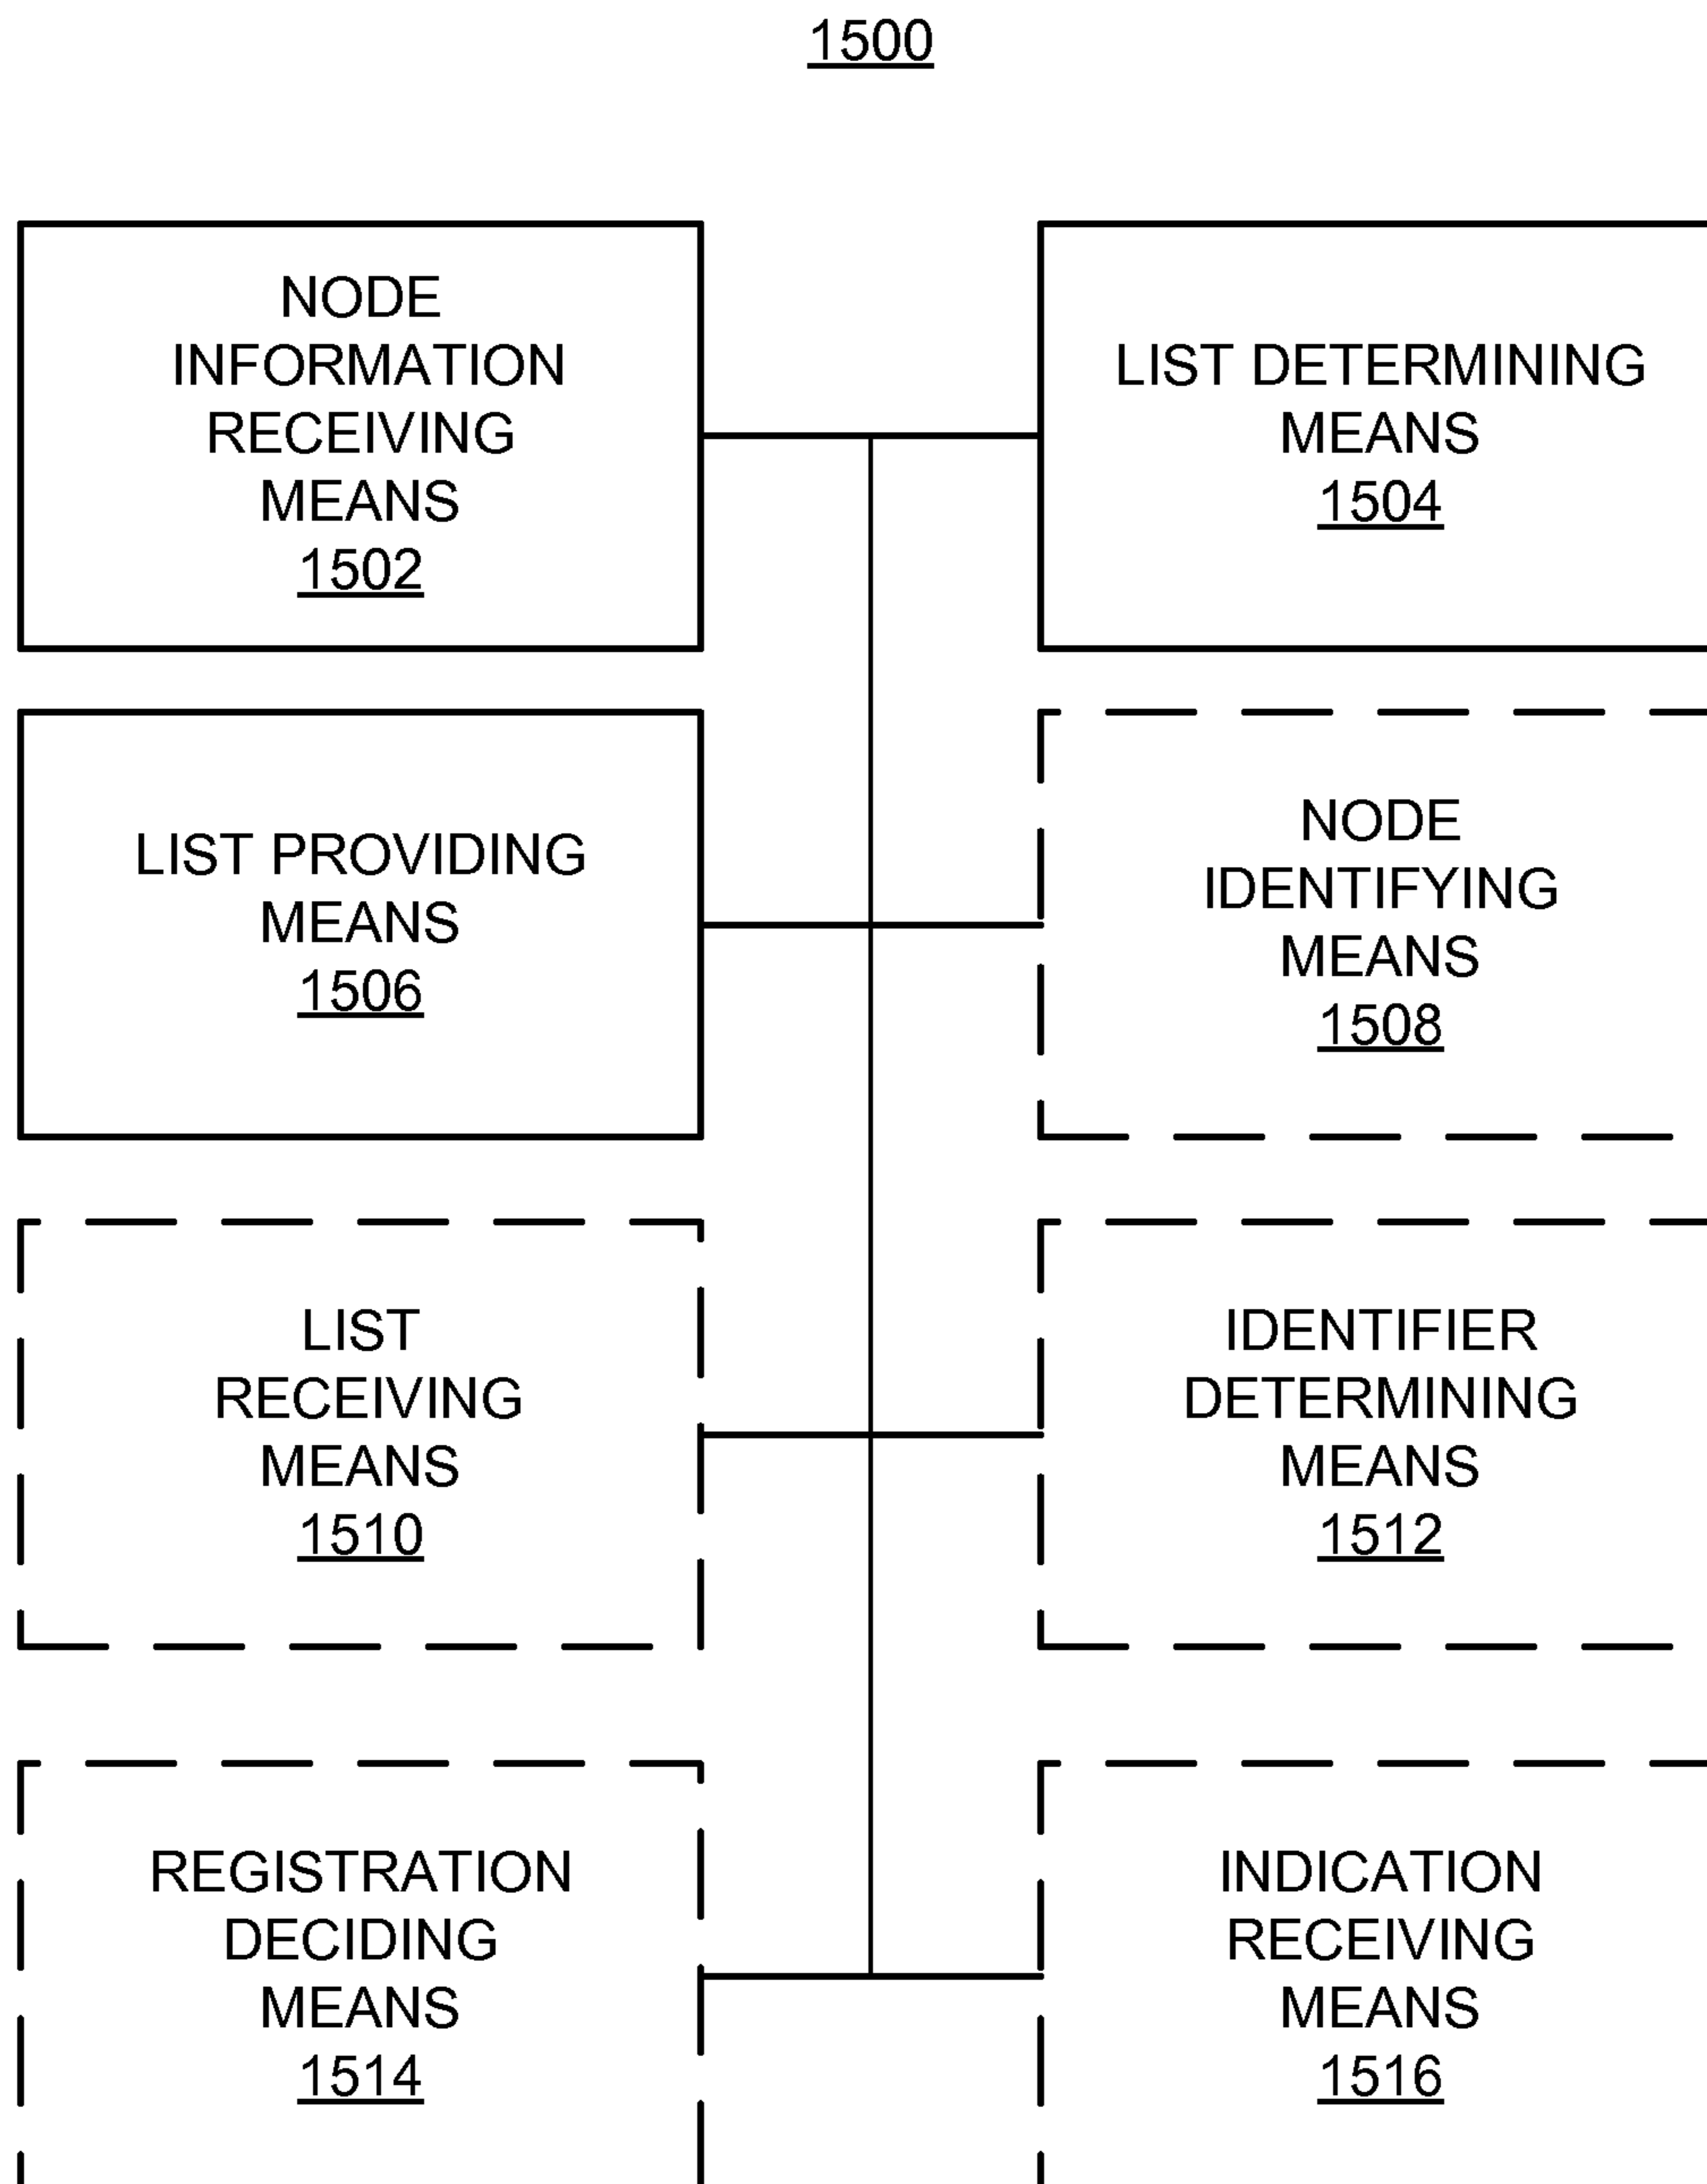 1500
NODE
INFORMATION
RECEIVING
MEANS
1502
LIST DETERMINING
MEANS
1504
LIST PROVIDING
MEANS
1506
NODE
IDENTIFYING
MEANS
1508
LIST
RECEIVING
MEANS
1510
IDENTIFIER
DETERMINING
MEANS
1512
REGISTRATION
DECIDING
MEANS
1514
INDICATION
RECEIVING
MEANS
1516